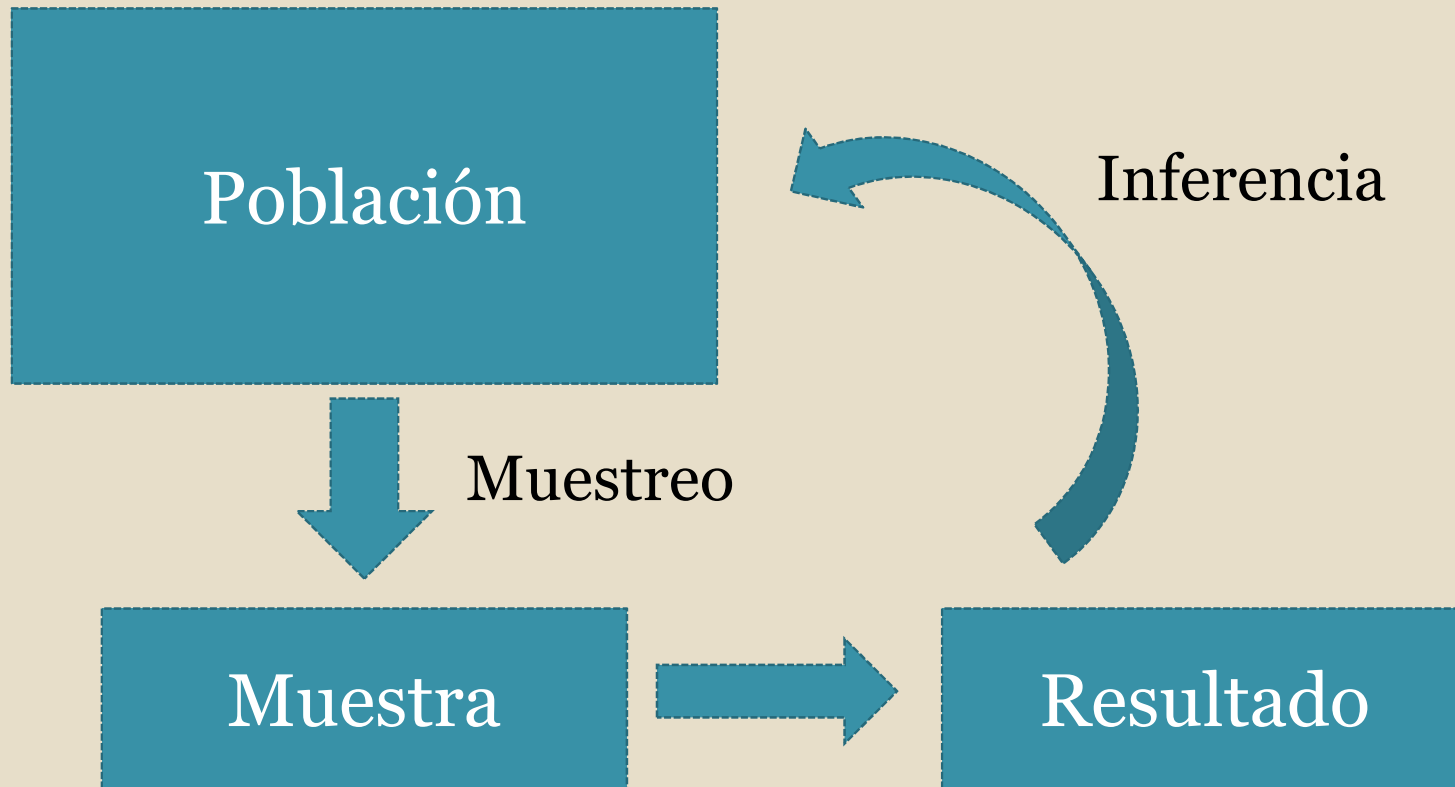 Población
Inferencia
Muestreo
Muestra
Resultado